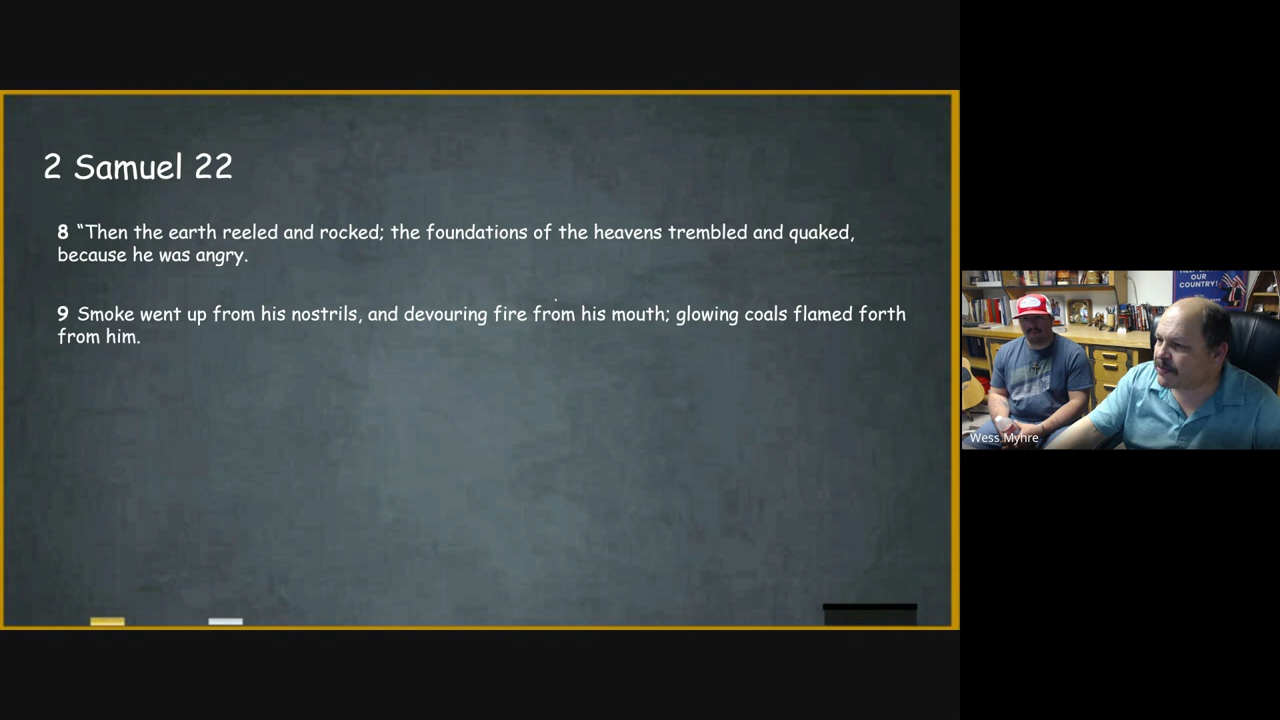 2 Samuel 22
8 “Then the earth reeled and rocked; the foundations of the heavens trembled and quaked,
because he was angry.
9 Smoke went up from his nostrils, and devouring fire from his mouth; glowing coals flamed forth
from him.
OUR
COUNTRY!
Wess Myhre